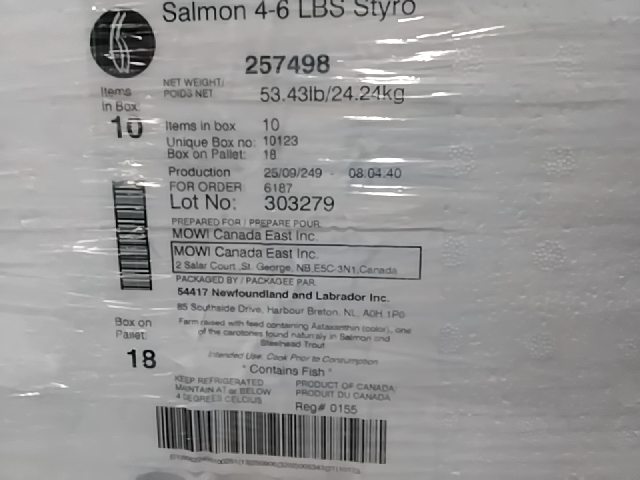 Salmon 4-6 LBS Styro
257498
NET WEIGHT/
POIDS NET
53.43lb/24.24kg
Items
in Box
10
Items in box 10
Unique Box no: 10123
Box on Pallet: 18
Production 25/09/249 - 08:04:40
FOR ORDER: 6187
Lot No: 303279
PREPARED FOR / PREPARE POUR
MOWI Canada East Inc.
MOWI Canada East Inc.
2 Salar Court ,St. George, NB,E5C 3N1,Canada
PACKAGED BY / PACKAGEE PAR.
54417 Newfoundland and Labrador Inc.
85 Southside Drive, Harbour Breton, NL, A0H 1P0
Farm raised with feed containing Astaxanthin (color), one
of the carotones found naturaly in Salmon and
Steelhead Trout
Intended Use: Cook Prior to Consumption
* Contains Fish *
Box on
Pallet:
18
KEEP REFRIGERATED
MAINTAIN AT or BELOW
4 DEGREES CELCIUS
PRODUCT OF CANADA
PRODUIT DU CANADA
Reg# 0155